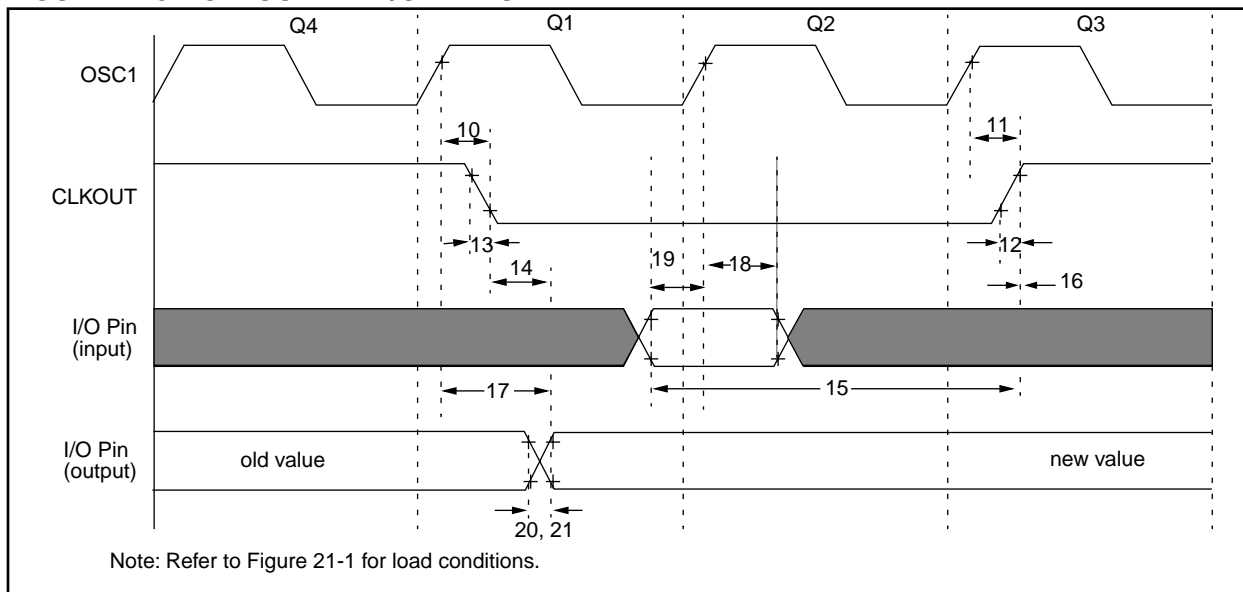 Q4 Q1 Q2 Q3
OSC1
10
11
CLKOUT
13
12
14
19
18
16
I/O Pin
(input)
17
15
I/O Pin
(output)
old value
new value
20, 21
Note: Refer to Figure 21-1 for load conditions.